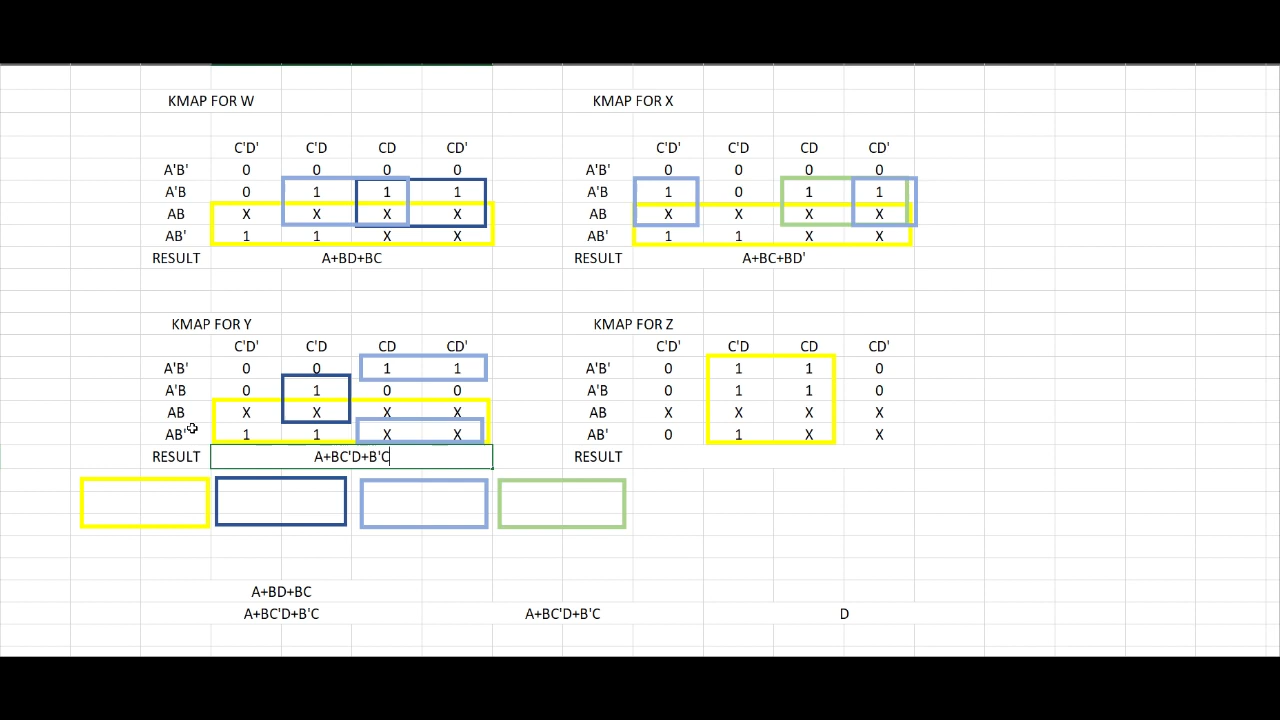 KMAP FOR W KMAP FOR X
C'D' C'D CD CD' C'D' C'D CD CD'
A'B' 0 0 0 0 A'B' 0 0 0 0
A'B 0 1 1 1 A'B 1 0 1 1
AB X X X X AB X X X X
AB' 1 1 X X AB' 1 1 X X
RESULT A+BD+BC RESULT A+BC+BD'
KMAP FOR Y KMAP FOR Z
C'D' C'D CD CD' C'D' C'D CD CD'
A'B' 0 0 1 1 A'B' 0 1 1 0
A'B 0 1 0 0 A'B 0 1 1 0
AB X X X X AB X X X X
AB' 1 1 X X AB' 0 1 X X
RESULT A+BC'D+B'C RESULT
A+BD+BC
A+BC'D+B'C A+BC'D+B'C D